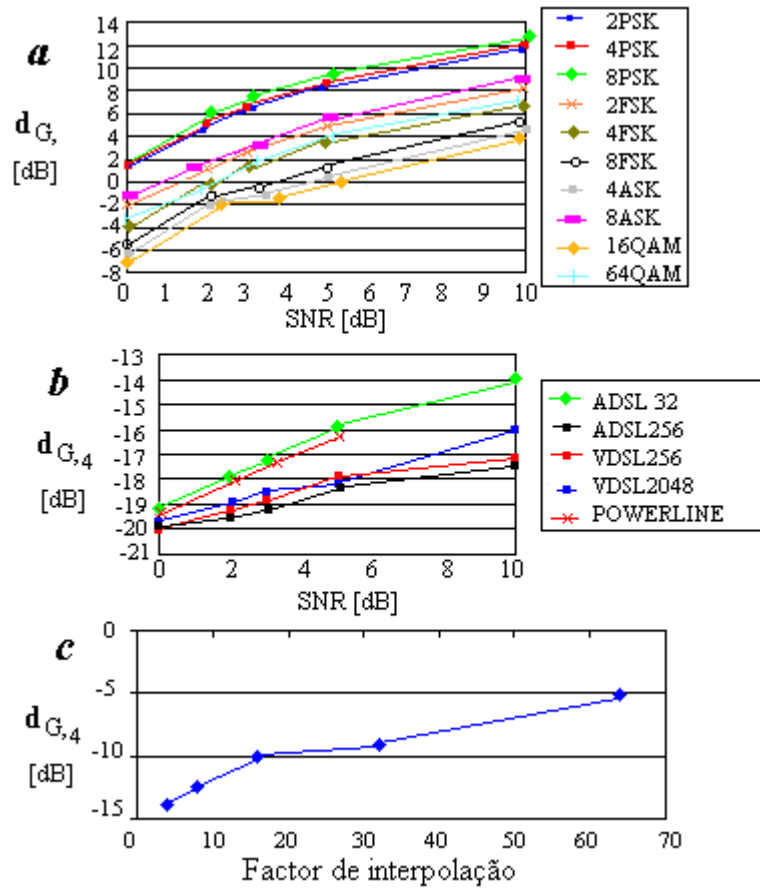 a
d G,
[dB]
14
12
10
8
6
4
2
0
-2
-4
-6
-8
0 1 2 3 4 5 6 7 8 9 10
SNR [dB]
2PSK
4PSK
8PSK
2FSK
4FSK
8FSK
4ASK
8ASK
16QAM
64QAM
b
d G,4
[dB]
-13
-14
-15
-16
-17
-18
-19
-20
-21
0 2 4 6 8 10
SNR [dB]
ADSL 32
ADSL256
VDSL256
VDSL2048
POWERLINE
c
d G,4
[dB]
0
-5
-10
-15
0 10 20 30 40 50 60 70
Factor de interpolação